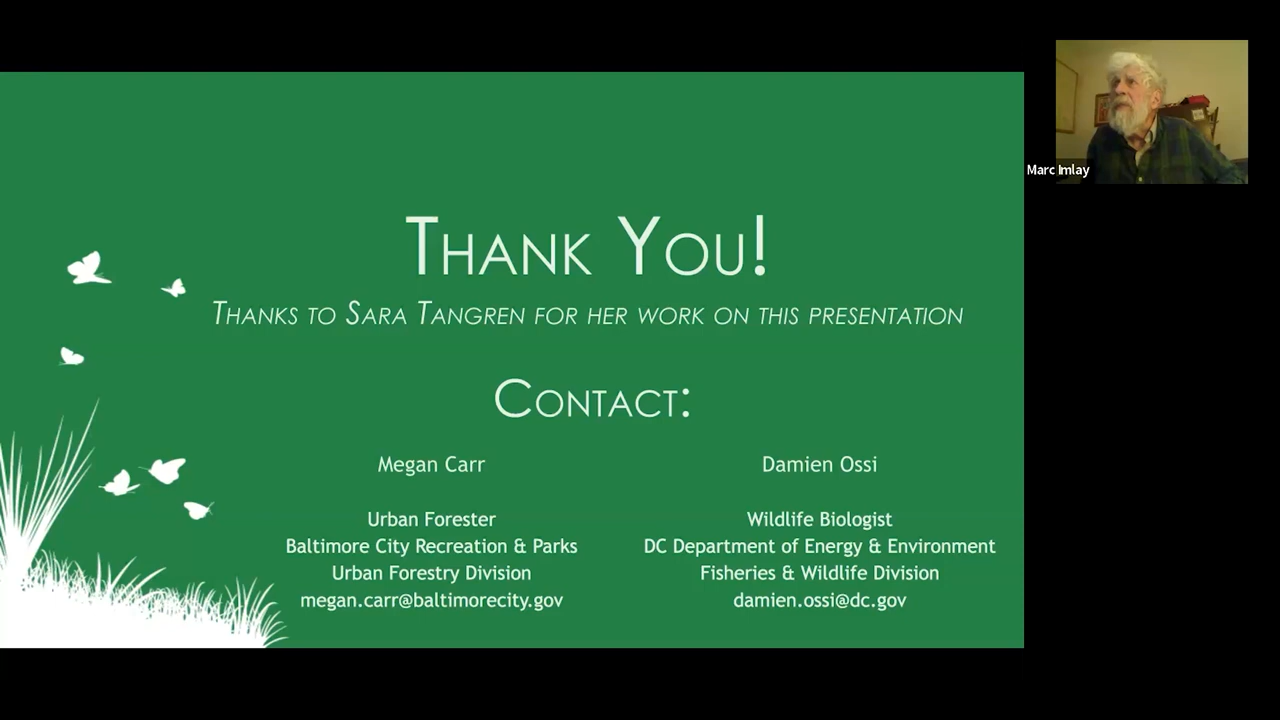 THANK YOU!
THANKS TO SARA TANGREN FOR HER WORK ON THIS PRESENTATION
CONTACT:
Megan Carr
Urban Forester
Baltimore City Recreation & Parks
Urban Forestry Division
megan.carr@baltimorecity.gov
Damien Ossi
Wildlife Biologist
DC Department of Energy & Environment
Fisheries & Wildlife Division
damien.ossi@dc.gov
Marc Imlay